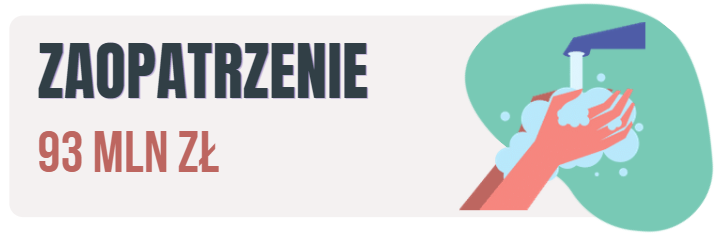 ZAOPATRZENIE
93 MLN ZŁ